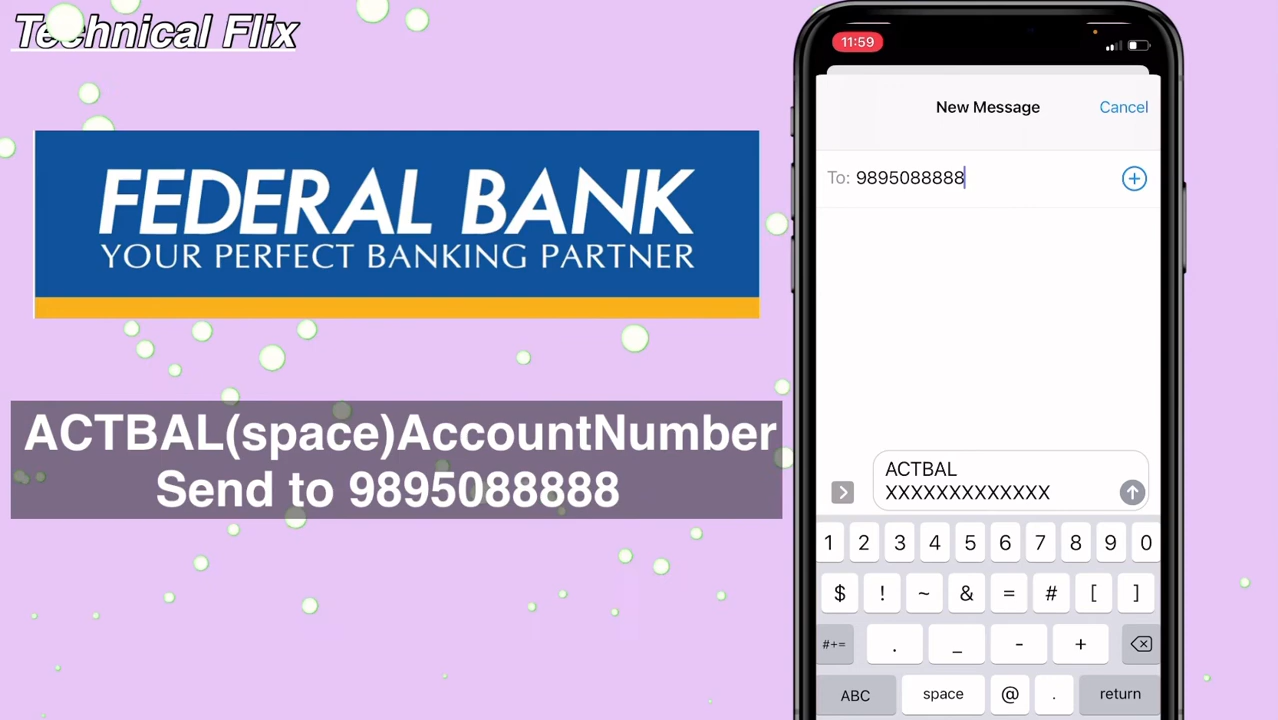 Technical Flix
FEDERAL BANK
YOUR PERFECT BANKING PARTNER
ACTBAL(space)AccountNumber
Send to 9895088888
11:59
New Message
Cancel
To: 9895088888
ACTBAL
XXXXXXXXXXXXX
1 2 3 4 5 6 7 8 9 0
$ ! ~ & = # [ ]
#+= . _ - +
ABC space @ . return